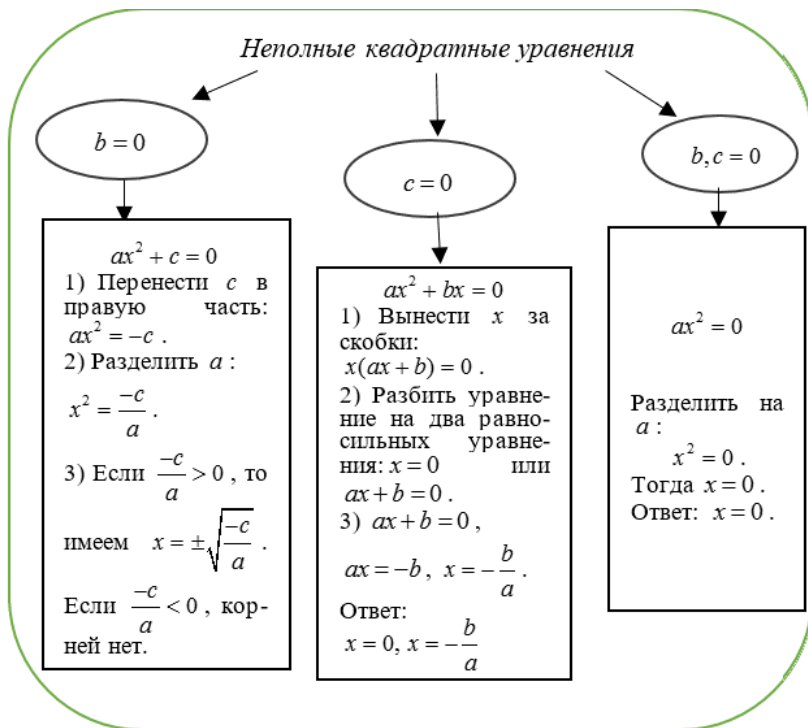 Неполные квадратные уравнения
b = 0
c = 0
b, c = 0
ax² + c = 0
1) Перенести c в
правую часть:
ax² = −c .
2) Разделить a :
x² = −c/a .
3) Если −c/a > 0 , то
имеем x = ±√(−c/a) .
Если −c/a < 0 , кор-
ней нет.
ax² + bx = 0
1) Вынести x за
скобки:
x(ax + b) = 0 .
2) Разбить уравне-
ние на два равно-
сильных уравне-
ния: x = 0 или
ax + b = 0 .
3) ax + b = 0 ,
ax = −b , x = −b/a .
Ответ:
x = 0, x = −b/a
ax² = 0
Разделить на
a :
x² = 0 .
Тогда x = 0 .
Ответ: x = 0 .